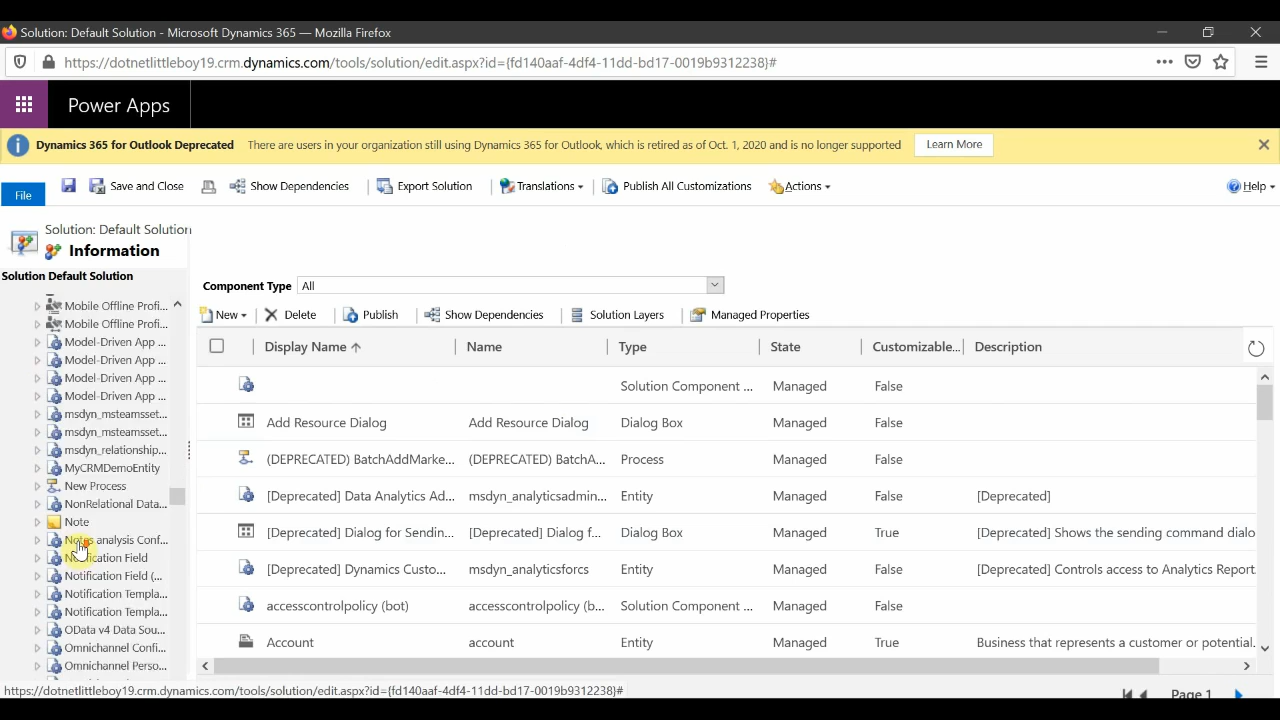 Solution: Default Solution - Microsoft Dynamics 365 — Mozilla Firefox
https://dotnetlittleboy19.crm.dynamics.com/tools/solution/edit.aspx?id={fd140aaf-4df4-11dd-bd17-0019b9312238}#
Power Apps
Dynamics 365 for Outlook Deprecated There are users in your organization still using Dynamics 365 for Outlook, which is retired as of Oct. 1, 2020 and is no longer supported Learn More
File Save and Close Show Dependencies Export Solution Translations Publish All Customizations Actions Help
Solution: Default Solution
Information
Solution Default Solution
Mobile Offline Profi...
Mobile Offline Profi...
Model-Driven App ...
Model-Driven App ...
Model-Driven App ...
Model-Driven App ...
msdyn_msteamsset...
msdyn_msteamsset...
msdyn_relationship...
MyCRMDemoEntity
New Process
NonRelational Data...
Note
Notes analysis Conf...
Notification Field
Notification Field (...
Notification Templa...
Notification Templa...
OData v4 Data Sou...
Omnichannel Confi...
Omnichannel Perso...
Component Type All
New Delete Publish Show Dependencies Solution Layers Managed Properties
Display Name Name Type State Customizable... Description
Solution Component ... Managed False
Add Resource Dialog Add Resource Dialog Dialog Box Managed False
(DEPRECATED) BatchAddMarke... (DEPRECATED) BatchA... Process Managed False
[Deprecated] Data Analytics Ad... msdyn_analyticsadmin... Entity Managed False [Deprecated]
[Deprecated] Dialog for Sendin... [Deprecated] Dialog f... Dialog Box Managed True [Deprecated] Shows the sending command dialo
[Deprecated] Dynamics Custo... msdyn_analyticsforcs Entity Managed False [Deprecated] Controls access to Analytics Report
accesscontrolpolicy (bot) accesscontrolpolicy (b... Solution Component ... Managed False
Account account Entity Managed True Business that represents a customer or potential
https://dotnetlittleboy19.crm.dynamics.com/tools/solution/edit.aspx?id={fd140aaf-4df4-11dd-bd17-0019b9312238}#
Page 1